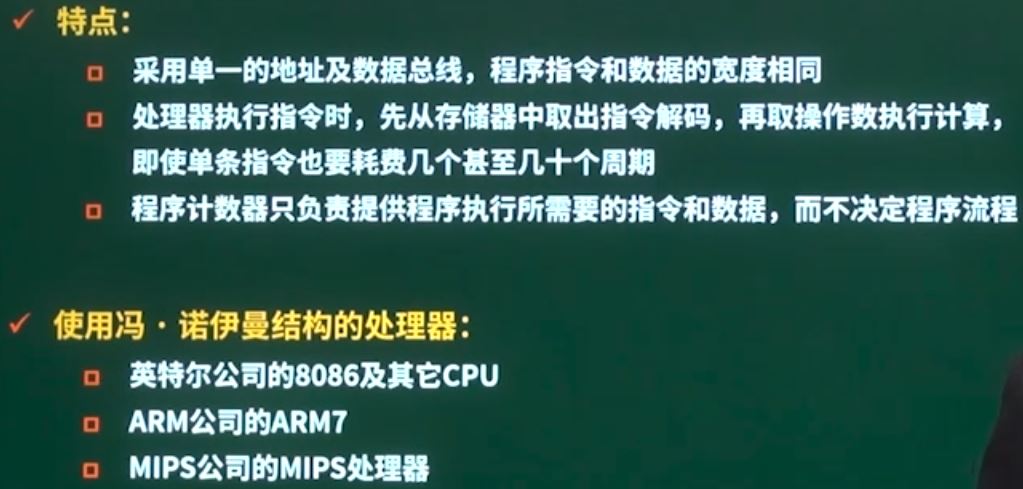 特点：
采用单一的地址及数据总线，程序指令和数据的宽度相同
处理器执行指令时，先从存储器中取出指令解码，再取操作数执行计算，
即使单条指令也要耗费几个甚至几十个周期
程序计数器只负责提供程序执行所需要的指令和数据，而不决定程序流程
使用冯·诺伊曼结构的处理器：
英特尔公司的8086及其它CPU
ARM公司的ARM7
MIPS公司的MIPS处理器